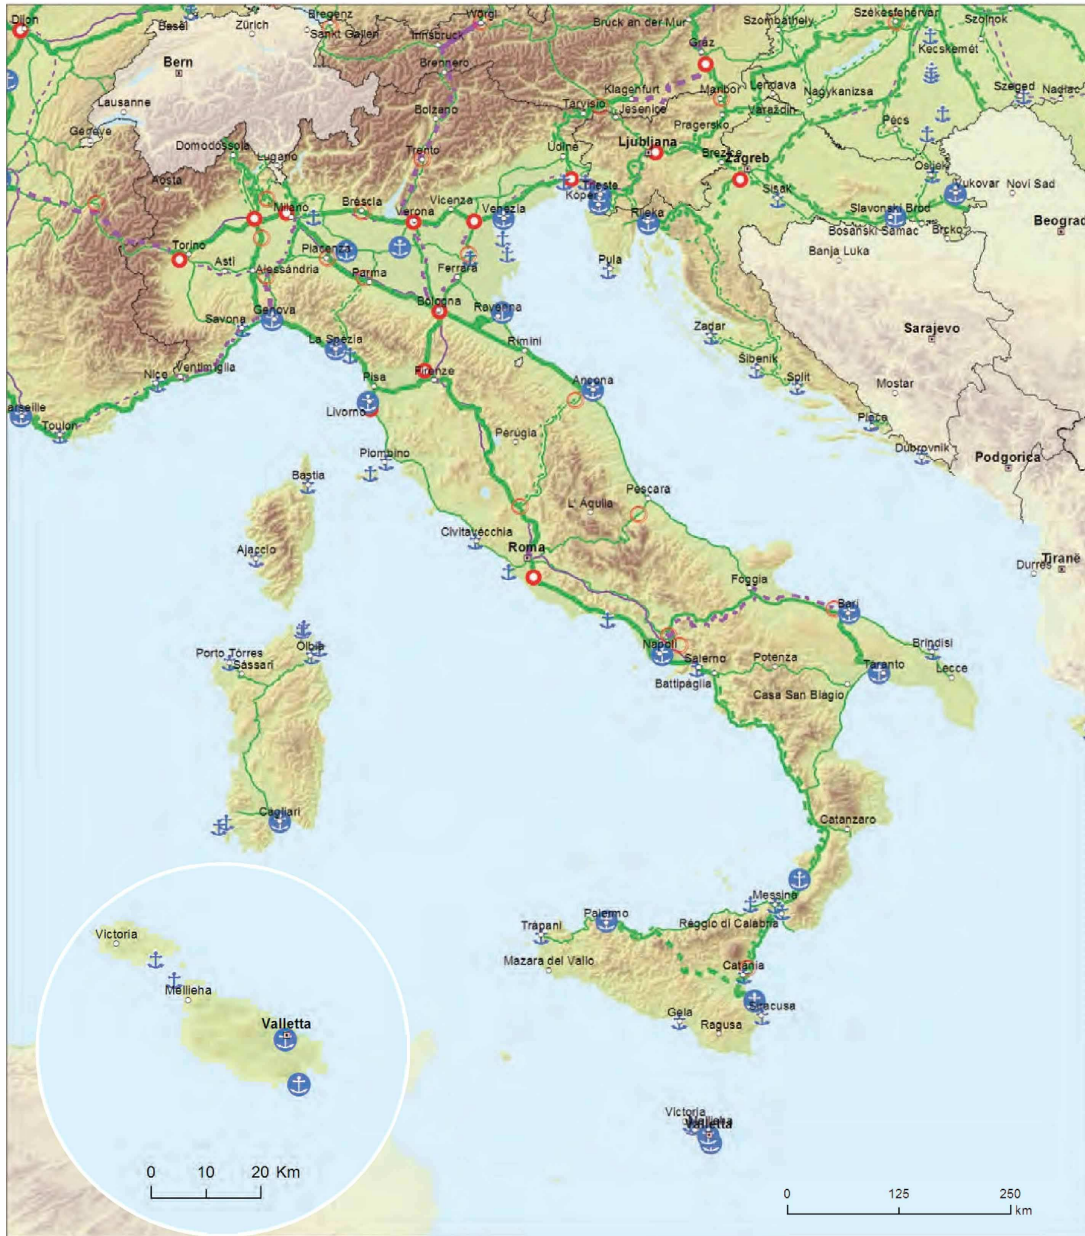 Dijon
Basel
Zürich
Bregenz
Sankt Gallen
Wörgl
Innsbruck
Bruck an der Mur
Szombathely
Székesfehérvár
Szolnok
Kecskemét
Graz
Bern
Brennero
Klagenfurt
Maribor
Lendava
Nagykanizsa
Szeged
Nadlac
Lausanne
Bolzano
Tarvisio
Jesenice
Varaždin
Pragersko
Pécs
Genève
Domodossola
Lugano
Trento
Udine
Ljubljana
Brezice
Zagreb
Osijek
Aosta
Trieste
Koper
Sisak
Vukovar
Novi Sad
Milano
Brescia
Verona
Vicenza
Venezia
Rijeka
Slavonski Brod
Bosanski Samac
Brcko
Beograd
Torino
Asti
Piacenza
Pula
Banja Luka
Alessandria
Parma
Ferrara
Genova
Bologna
Ravenna
Savona
La Spezia
Rimini
Zadar
Sarajevo
Nice
Ventimiglia
Pisa
Firenze
Ancona
Šibenik
Split
Mostar
Marseille
Toulon
Livorno
Perugia
Ploce
Piombino
Dubrovnik
Podgorica
Bastia
L' Aquila
Pescara
Civitavecchia
Roma
Ajaccio
Durres
Tiranë
Foggia
Bari
Porto Torres
Sassari
Olbia
Napoli
Salerno
Battipaglia
Potenza
Brindisi
Taranto
Lecce
Casa San Biagio
Cagliari
Catanzaro
Messina
Palermo
Reggio di Calabria
Trapani
Mazara del Vallo
Catania
Siracusa
Gela
Ragusa
Victoria
Mellieha
Valletta
Victoria
Mellieha
Valletta
0 10 20 Km
0 125 250
km